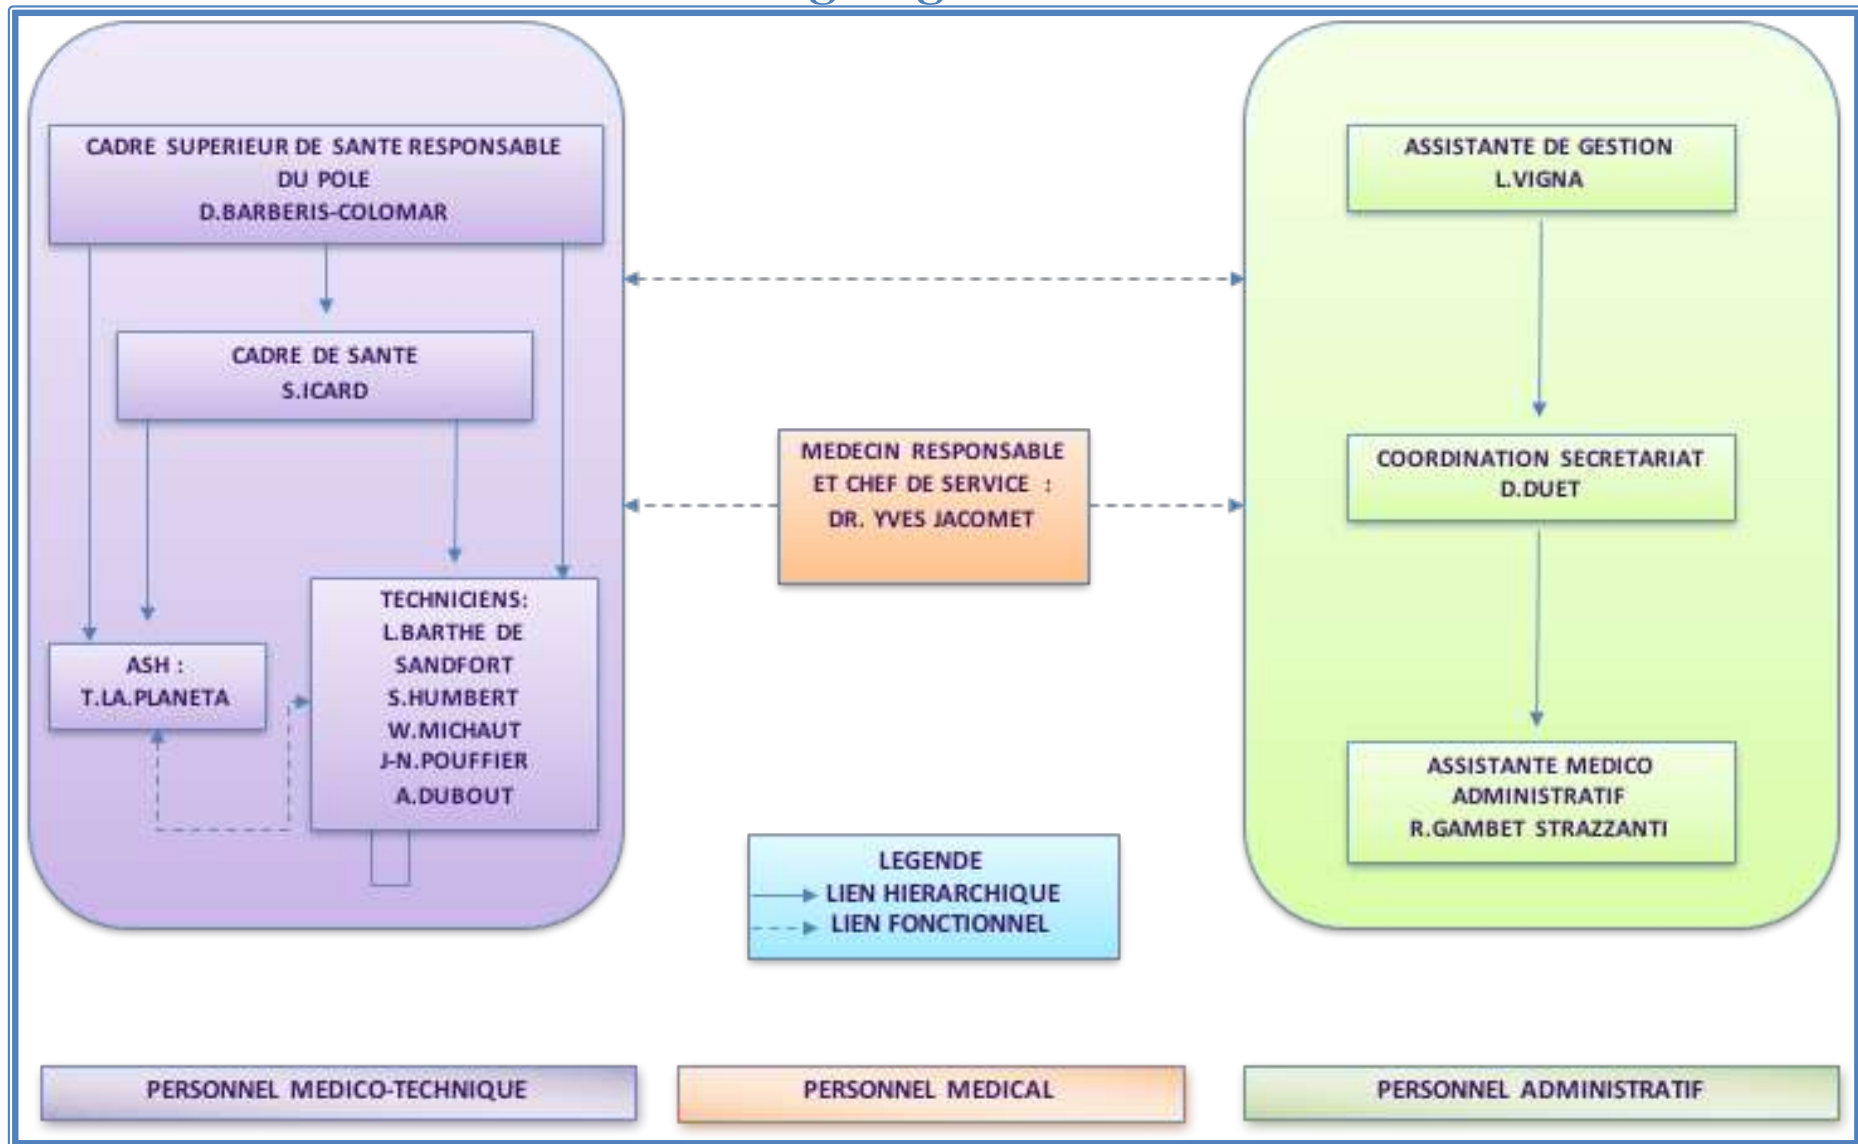 CADRE SUPERIEUR DE SANTE RESPONSABLE
DU POLE
D.BARBERIS-COLOMAR
CADRE DE SANTE
S.ICARD
ASH :
T.LA.PLANETA
TECHNICIENS:
L.BARTHE DE
SANDFORT
S.HUMBERT
W.MICHAUT
J-N.POUFFIER
A.DUBOUT
MEDECIN RESPONSABLE
ET CHEF DE SERVICE :
DR. YVES JACOMET
LEGENDE
LIEN HIERARCHIQUE
LIEN FONCTIONNEL
ASSISTANTE DE GESTION
L.VIGNA
COORDINATION SECRETARIAT
D.DUET
ASSISTANTE MEDICO
ADMINISTRATIF
R.GAMBET STRAZZANTI
PERSONNEL MEDICO-TECHNIQUE
PERSONNEL MEDICAL
PERSONNEL ADMINISTRATIF